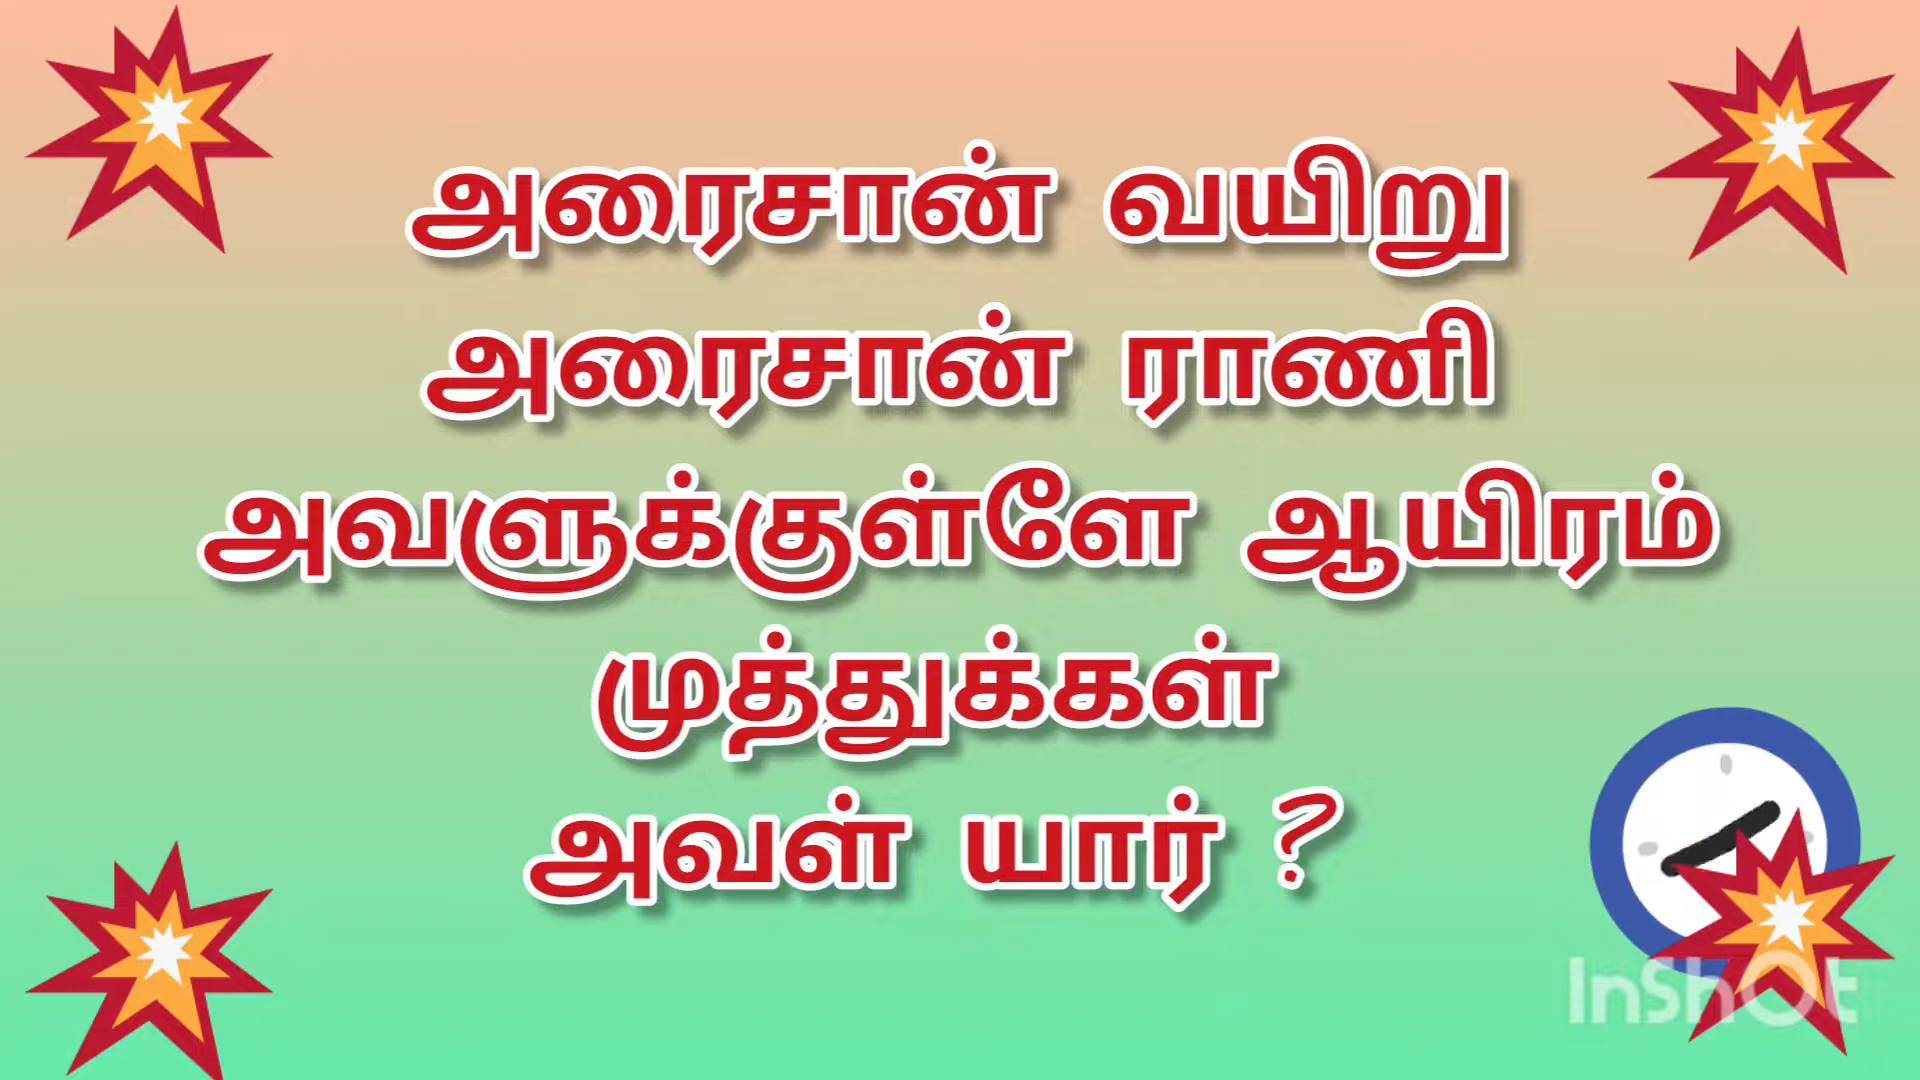 அரைசான் வயிறு
அரைசான் ராணி
அவளுக்குள்ளே ஆயிரம்
முத்துக்கள்
அவள் யார் ?
InShOt